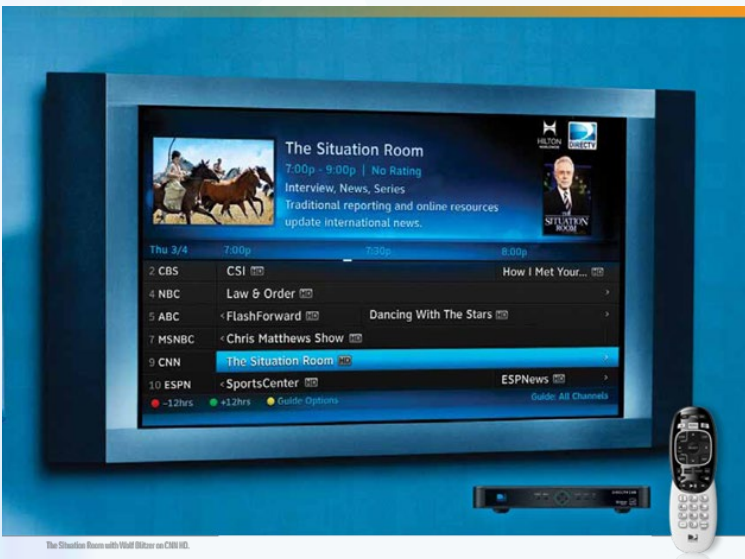 HILTON
WORLDWIDE
DIRECTV
The Situation Room
7:00p - 9:00p | No Rating
Interview, News, Series
Traditional reporting and online resources
update international news.
THE
SITUATION
ROOM
Thu 3/4 7:00p 7:30p 8:00p
2 CBS CSI HD How I Met Your... HD
4 NBC Law & Order HD ›
5 ABC ‹ FlashForward HD Dancing With The Stars HD ›
7 MSNBC ‹ Chris Matthews Show HD
9 CNN The Situation Room HD ›
10 ESPN ‹ SportsCenter HD ESPNews HD ›
-12hrs +12hrs Guide Options Guide: All Channels
The Situation Room with Wolf Blitzer on CNN HD.